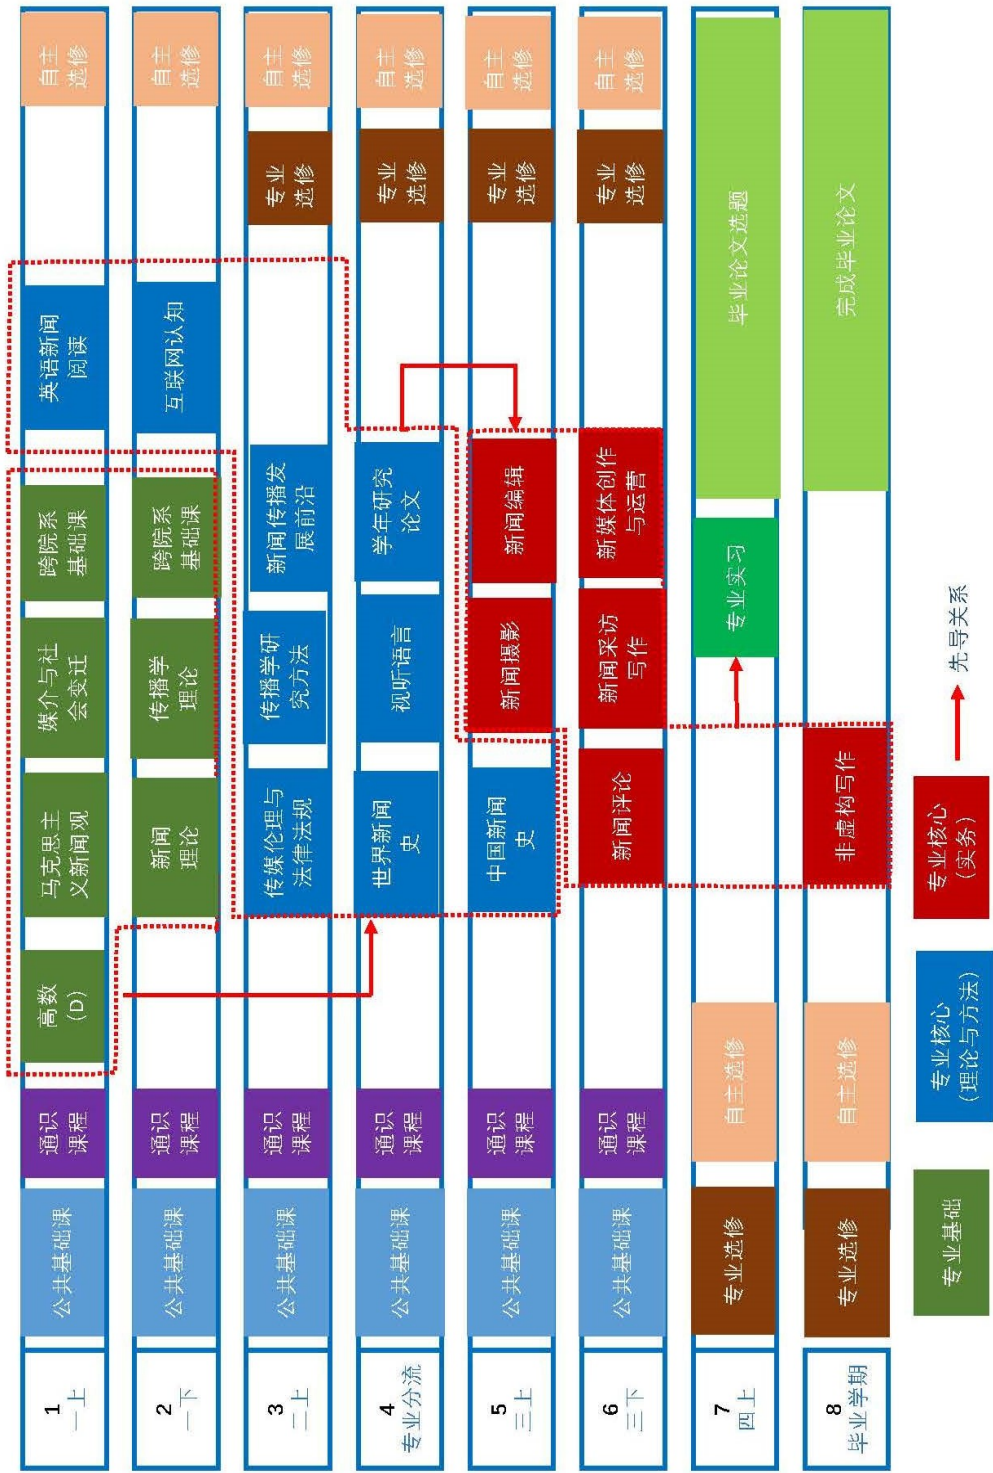 1
一上
公共基础课
通识
课程
高数
（D）
马克思主
义新闻观
媒介与社
会变迁
跨院系
基础课
英语新闻
阅读
自主
选修
2
一下
公共基础课
通识
课程
新闻
理论
传播学
理论
跨院系
基础课
互联网认知
自主
选修
3
二上
公共基础课
通识
课程
传媒伦理与
法律法规
传播学研
究方法
新闻传播发
展前沿
专业
选修
自主
选修
4
专业分流
公共基础课
通识
课程
世界新闻
史
视听语言
学年研究
论文
专业
选修
自主
选修
5
三上
公共基础课
通识
课程
中国新闻
史
新闻摄影
新闻编辑
专业
选修
自主
选修
6
三下
公共基础课
通识
课程
新闻评论
新闻采访
写作
新媒体创作
与运营
专业
选修
自主
选修
7
四上
专业选修
自主选修
专业实习
毕业论文选题
8
毕业学期
专业选修
自主选修
非虚构写作
完成毕业论文
专业基础
专业核心
（理论与方法）
专业核心
（实务）
先导关系